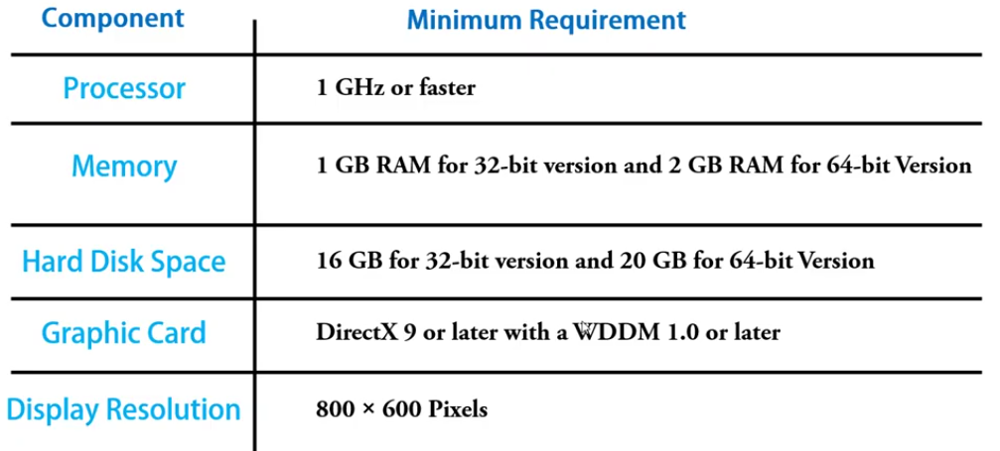 Component Minimum Requirement
Processor 1 GHz or faster
Memory 1 GB RAM for 32-bit version and 2 GB RAM for 64-bit Version
Hard Disk Space 16 GB for 32-bit version and 20 GB for 64-bit Version
Graphic Card DirectX 9 or later with a WDDM 1.0 or later
Display Resolution 800 × 600 Pixels